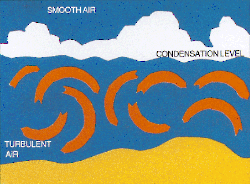 SMOOTH AIR
CONDENSATION LEVEL
TURBULENT
AIR